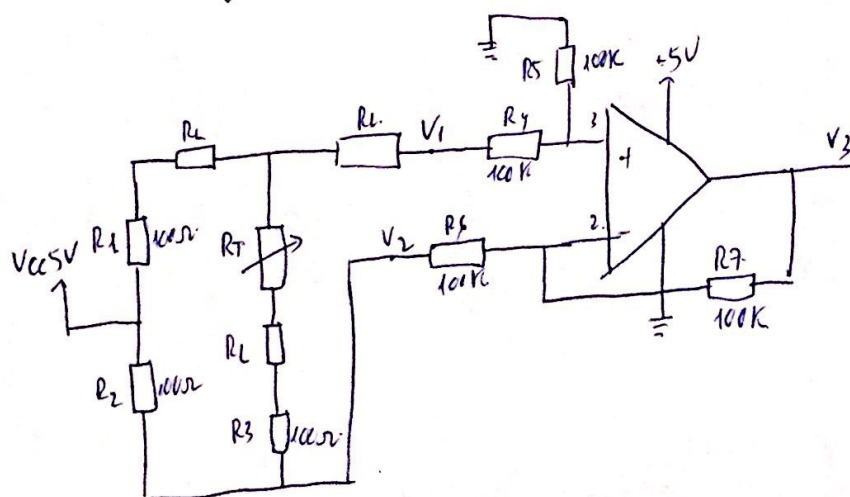 R5
100K
+5V
RL
RL.
V1
R4
100K
3
+
V3
Vcc5V
R1
100Ω
RT
V2
R6
100K
2.
-
R7.
100K
R2
100Ω
RL
R3
100Ω